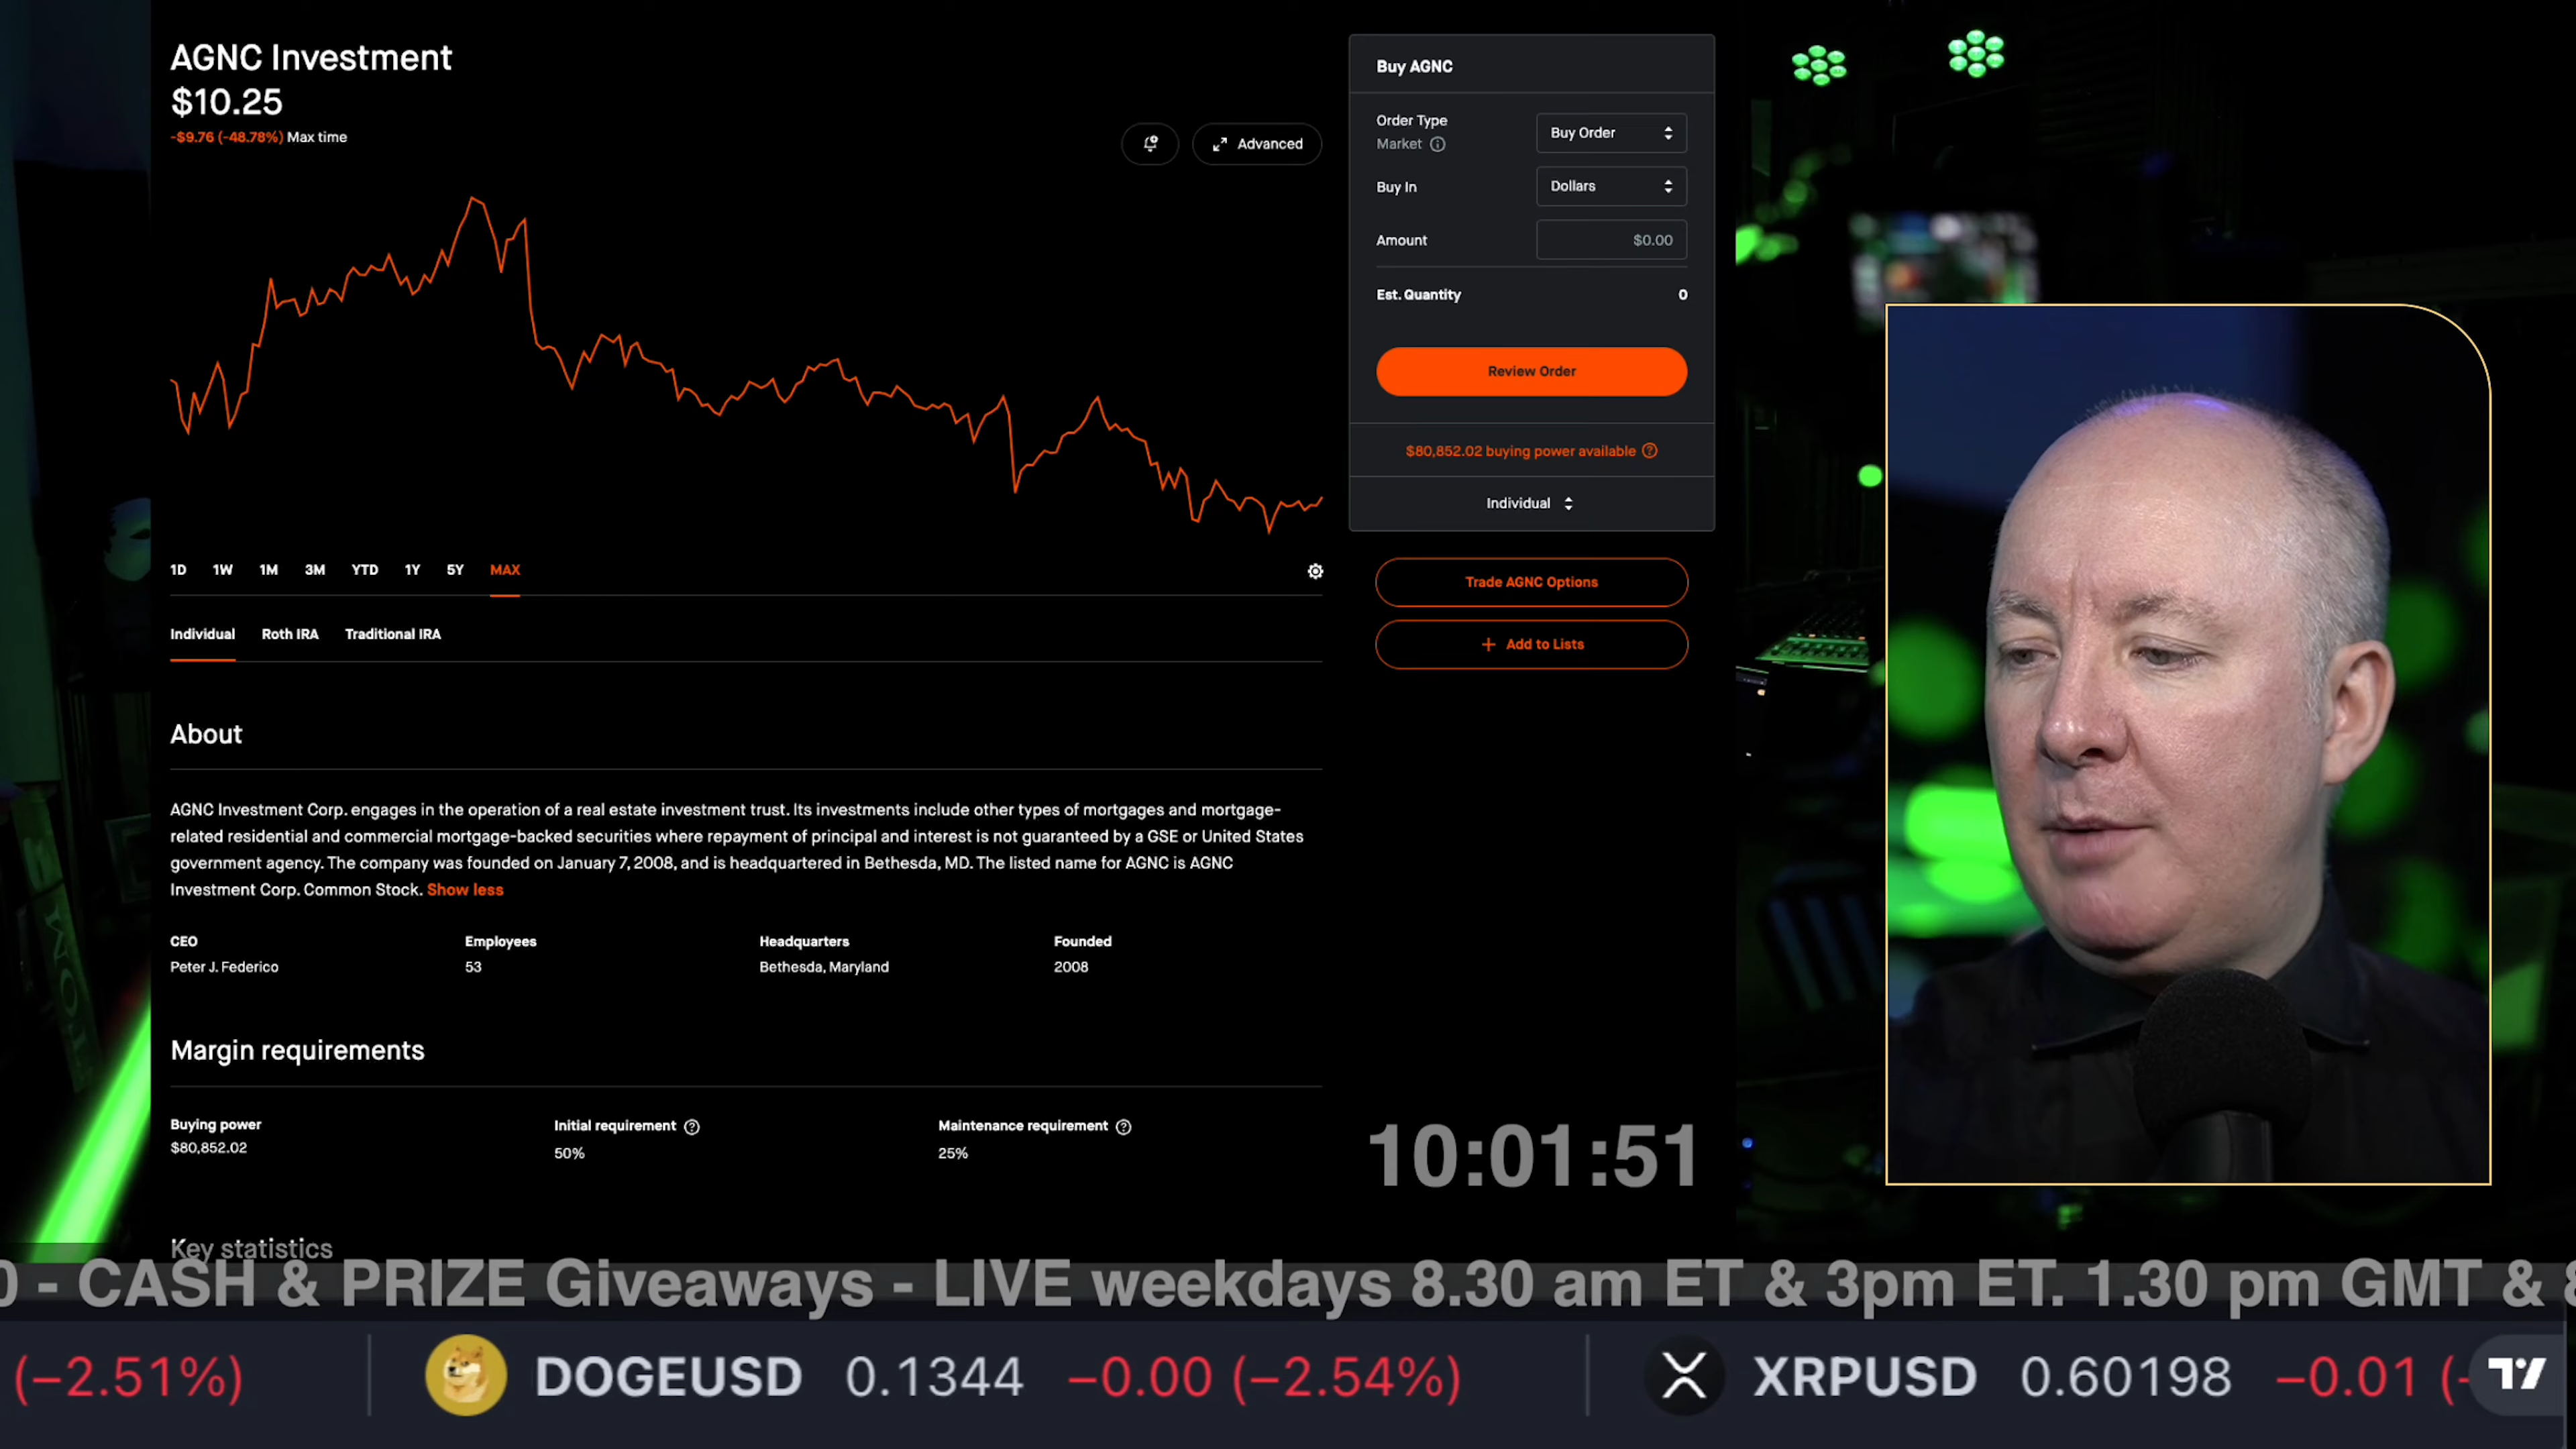 AGNC Investment
$10.25
-$9.76 (-48.78%) Max time
Advanced
1D 1W 1M 3M YTD 1Y 5Y MAX
Individual Roth IRA Traditional IRA
About
AGNC Investment Corp. engages in the operation of a real estate investment trust. Its investments include other types of mortgages and mortgage-
related residential and commercial mortgage-backed securities where repayment of principal and interest is not guaranteed by a GSE or United States
government agency. The company was founded on January 7, 2008, and is headquartered in Bethesda, MD. The listed name for AGNC is AGNC
Investment Corp. Common Stock. Show less
CEO Employees Headquarters Founded
Peter J. Federico 53 Bethesda, Maryland 2008
Margin requirements
Buying power Initial requirement Maintenance requirement
$80,852.02 50% 25%
Key statistics
Buy AGNC
Order Type Buy Order
Market
Buy In Dollars
Amount $0.00
Est. Quantity 0
Review Order
$80,852.02 buying power available
Individual
Trade AGNC Options
+ Add to Lists
10:01:51
0 - CASH & PRIZE Giveaways - LIVE weekdays 8.30 am ET & 3pm ET. 1.30 pm GMT & 8
(−2.51%) DOGEUSD 0.1344 −0.00 (−2.54%) XRPUSD 0.60198 −0.01 (-